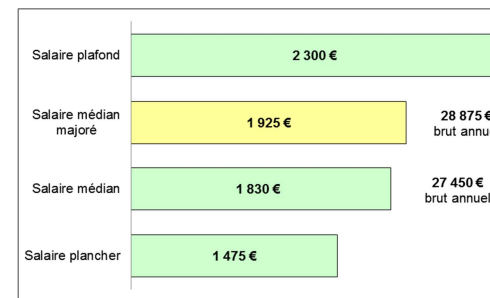 Salaire plafond
2 300 €
Salaire médian
majoré
1 925 €
28 875 €
brut annu
Salaire médian
1 830 €
27 450 €
brut annuel
Salaire plancher
1 475 €